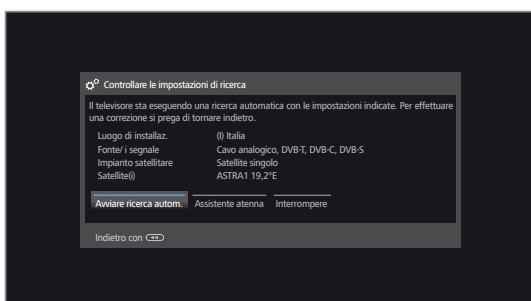 Controllare le impostazioni di ricerca
Il televisore sta eseguendo una ricerca automatica con le impostazioni indicate. Per effettuare
una correzione si prega di tornare indietro.
Luogo di installaz. (I) Italia
Fonte/ i segnale Cavo analogico, DVB-T, DVB-C, DVB-S
Impianto satellitare Satellite singolo
Satellite(i) ASTRA1 19,2°E
Avviare ricerca autom. Assistente atenna Interrompere
Indietro con